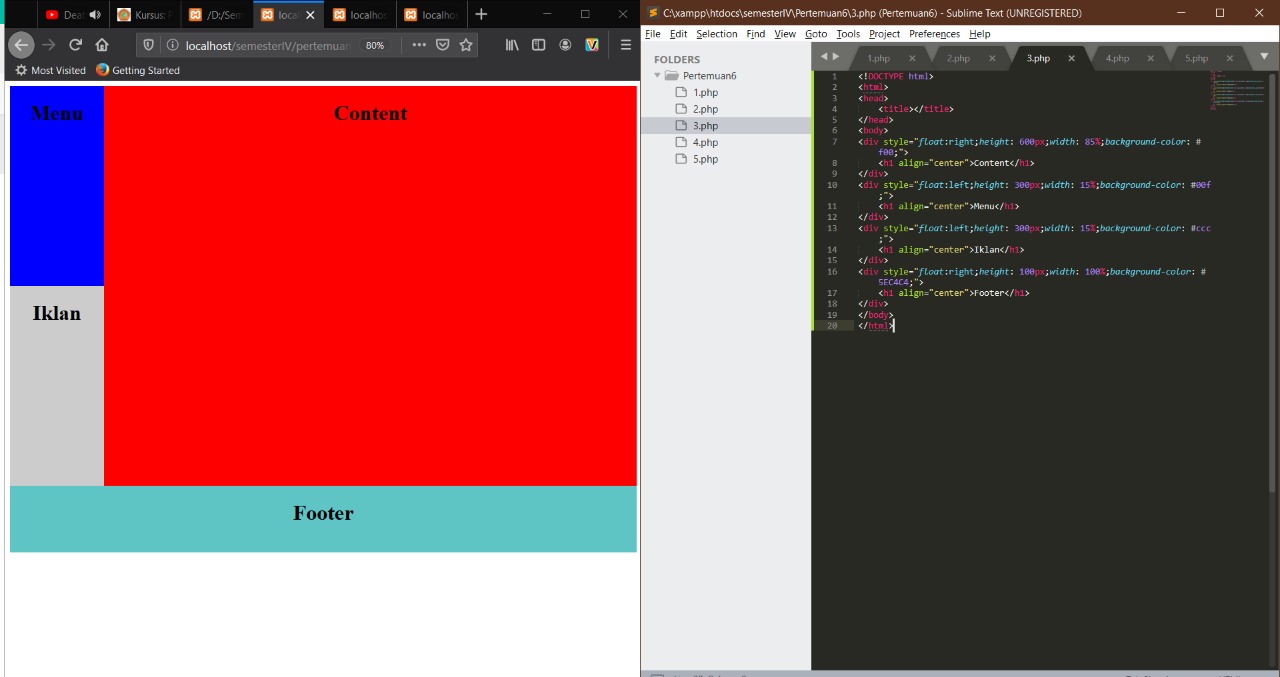 Deat
Kursus: P
/D:/Sem
local
localhos
localhos
localhost/semesterIV/pertemuan
80%
Most Visited
Getting Started
Menu
Content
Iklan
Footer
C:\xampp\htdocs\semesterIV\Pertemuan6\3.php (Pertemuan6) - Sublime Text (UNREGISTERED)
File Edit Selection Find View Goto Tools Project Preferences Help
FOLDERS
Pertemuan6
1.php
2.php
3.php
4.php
5.php
1.php 2.php 3.php 4.php 5.php
1 <!DOCTYPE html>
2 <html>
3 <head>
4 <title></title>
5 </head>
6 <body>
7 <div style="float:right;height: 600px;width: 85%;background-color: #
f00;">
8 <h1 align="center">Content</h1>
9 </div>
10 <div style="float:left;height: 300px;width: 15%;background-color: #00f
;">
11 <h1 align="center">Menu</h1>
12 </div>
13 <div style="float:left;height: 300px;width: 15%;background-color: #ccc
;">
14 <h1 align="center">Iklan</h1>
15 </div>
16 <div style="float:right;height: 100px;width: 100%;background-color: #
5EC4C4;">
17 <h1 align="center">Footer</h1>
18 </div>
19 </body>
20 </html>